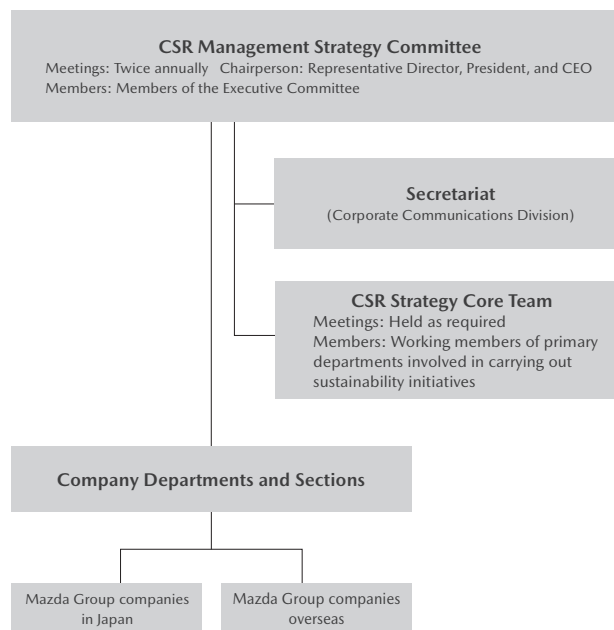 CSR Management Strategy Committee
Meetings: Twice annually Chairperson: Representative Director, President, and CEO
Members: Members of the Executive Committee
Secretariat
(Corporate Communications Division)
CSR Strategy Core Team
Meetings: Held as required
Members: Working members of primary
departments involved in carrying out
sustainability initiatives
Company Departments and Sections
Mazda Group companies
in Japan
Mazda Group companies
overseas